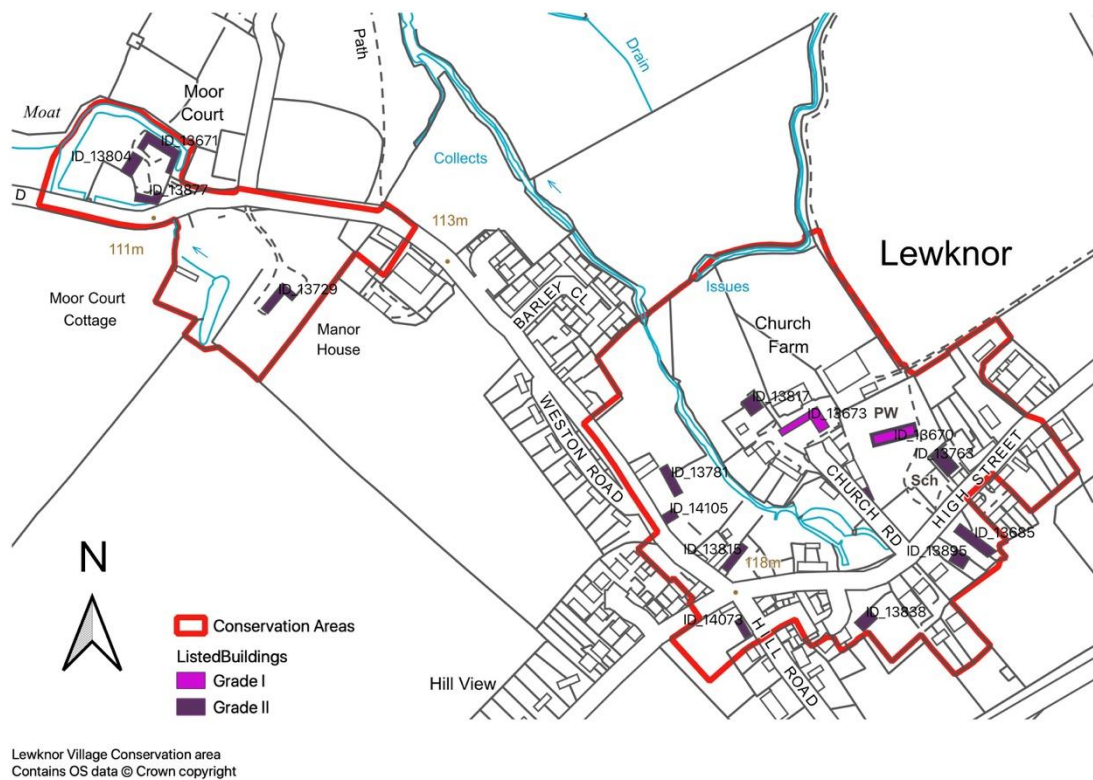 Path
Drain
Moor
Court
Moat
ID_13671
ID_13804
ID_13877
D
Collects
113m
111m
Lewknor
ID_13729
Moor Court
Cottage
Manor
House
BARLEY CL
Issues
Church
Farm
ID_13817
ID_13673
PW
ID_13670
ID_13763
WESTON ROAD
HIGH STREET
Sch
CHURCH RD
ID_13781
ID_14105
ID_13685
ID_13815
ID_13895
118m
ID_13838
ID_14073
HILL ROAD
Hill View
N
Conservation Areas
ListedBuildings
Grade I
Grade II
Lewknor Village Conservation area
Contains OS data © Crown copyright